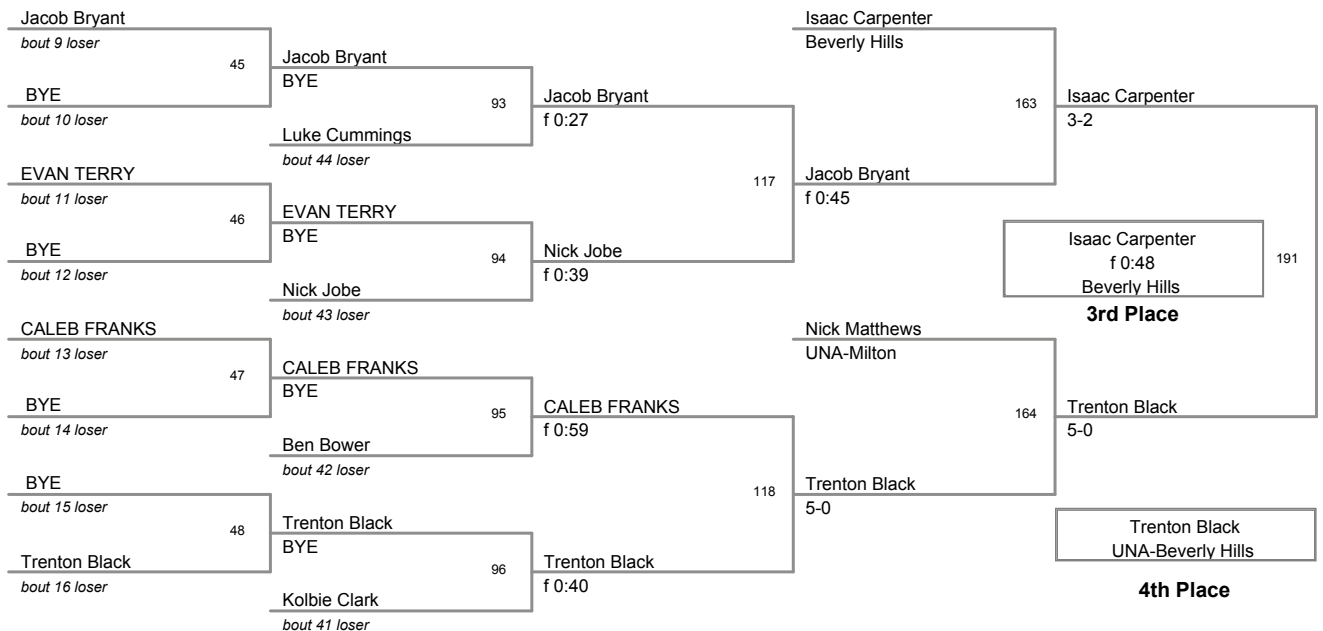 Jacob Bryant
bout 9 loser
45
BYE
bout 10 loser
EVAN TERRY
bout 11 loser
46
BYE
bout 12 loser
CALEB FRANKS
bout 13 loser
47
BYE
bout 14 loser
BYE
bout 15 loser
48
Trenton Black
bout 16 loser
Jacob Bryant
BYE
93
Luke Cummings
bout 44 loser
EVAN TERRY
BYE
94
Nick Jobe
bout 43 loser
CALEB FRANKS
BYE
95
Ben Bower
bout 42 loser
Trenton Black
BYE
96
Kolbie Clark
bout 41 loser
Jacob Bryant
f 0:27
117
Nick Jobe
f 0:39
CALEB FRANKS
f 0:59
118
Trenton Black
f 0:40
Isaac Carpenter
Beverly Hills
163
Jacob Bryant
f 0:45
Nick Matthews
UNA-Milton
164
Trenton Black
5-0
Isaac Carpenter
3-2
191
Trenton Black
5-0
Isaac Carpenter
f 0:48
Beverly Hills
3rd Place
Trenton Black
UNA-Beverly Hills
4th Place